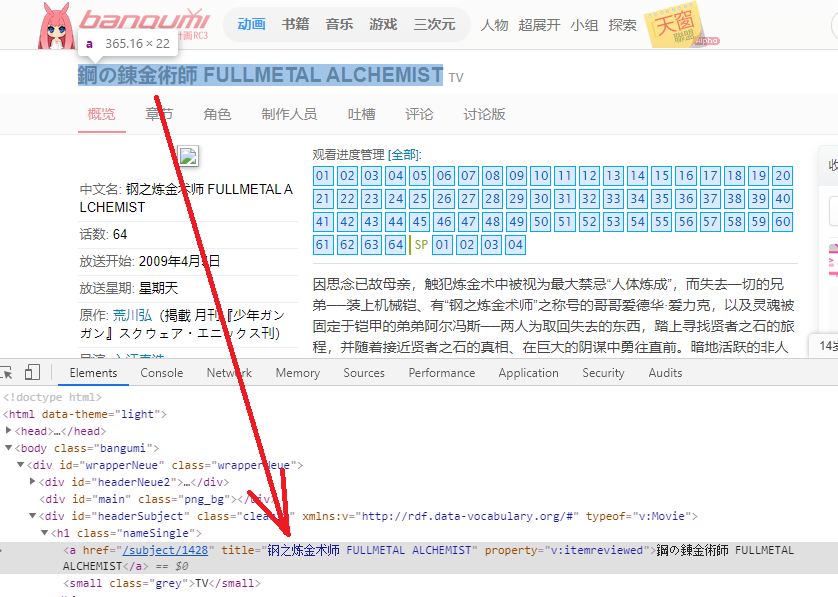 bangumi
计画RC3
动画 书籍 音乐 游戏 三次元
人物 超展开 小组 探索
天窗
alpha
a 365.16 × 22
鋼の錬金術師 FULLMETAL ALCHEMIST TV
概览 章节 角色 制作人员 吐槽 评论 讨论版
中文名: 钢之炼金术师 FULLMETAL A
LCHEMIST
话数: 64
放送开始: 2009年4月5日
放送星期: 星期天
原作: 荒川弘（掲載 月刊『少年ガン
ガン』スクウェア・エニックス刊）
观看进度管理 [全部]:
01 02 03 04 05 06 07 08 09 10 11 12 13 14 15 16 17 18 19 20
21 22 23 24 25 26 27 28 29 30 31 32 33 34 35 36 37 38 39 40
41 42 43 44 45 46 47 48 49 50 51 52 53 54 55 56 57 58 59 60
61 62 63 64 SP 01 02 03 04
因思念已故母亲，触犯炼金术中被视为最大禁忌“人体炼成”，而失去一切的兄
弟──装上机械铠、有“钢之炼金术师”之称号的哥哥爱德华·爱力克，以及灵魂被
固定于铠甲的弟弟阿尔冯斯──两人为取回失去的东西，踏上寻找贤者之石的旅
程，并随着接近贤者之石的真相、在巨大的阴谋中勇往直前。暗地活跃的非人
收
Elements Console Network Memory Sources Performance Application Security Audits
<!doctype html>
<html data-theme="light">
<head>…</head>
<body class="bangumi">
<div id="wrapperNeue" class="wrapperNeue">
<div id="headerNeue2">…</div>
<div id="main" class="png_bg"></div>
<div id="headerSubject" class="clea xmlns:v="http://rdf.data-vocabulary.org/#" typeof="v:Movie">
<h1 class="nameSingle">
<a href="/subject/1428" title="钢之炼金术师 FULLMETAL ALCHEMIST" property="v:itemreviewed">鋼の錬金術師 FULLMETAL
ALCHEMIST</a> == $0
<small class="grey">TV</small>